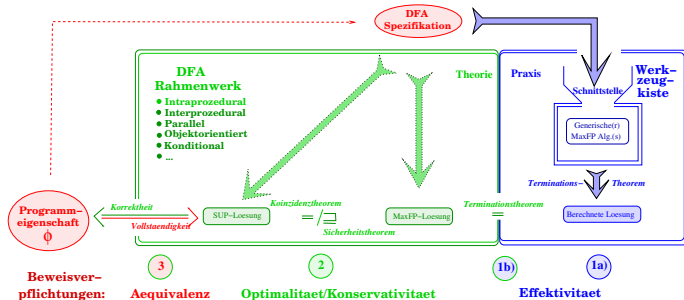 DFA
Spezifikation
DFA
Rahmenwerk
Intraprozedural
Interprozedural
Parallel
Objektorientiert
Konditional
...
Theorie
Praxis
Werk-
zeug-
kiste
Schnittstelle
Generische(r)
MaxFP Alg.(s)
Terminations- Theorem
Programm-
eigenschaft
ϕ
Korrektheit
Vollstaendigkeit
SUP-Loesung
Koinzidenztheorem
= / ⊒
Sicherheitstheorem
MaxFP-Loesung
Terminationstheorem
=
Berechnete Loesung
3 2 1b) 1a)
Beweisver-
pflichtungen: Aequivalenz Optimalitaet/Konservativitaet Effektivitaet